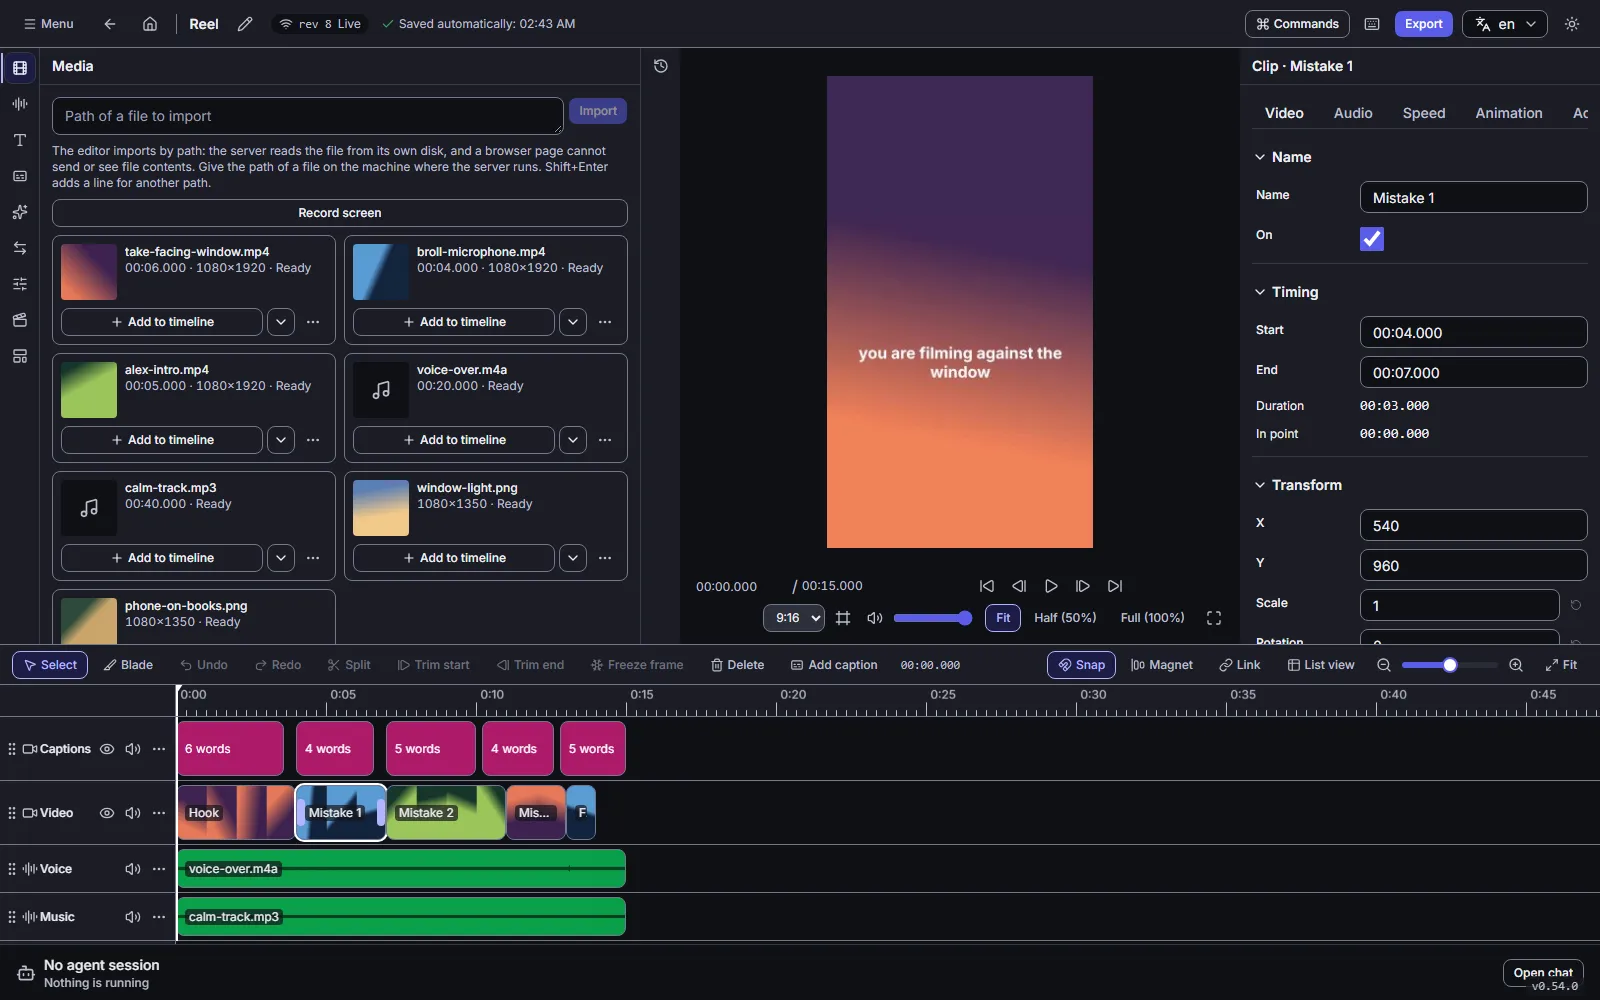 Menu
Reel
rev 8 Live
Saved automatically: 02:43 AM
Commands
Export
en
Media
Path of a file to import
Import
The editor imports by path: the server reads the file from its own disk, and a browser page cannot
send or see file contents. Give the path of a file on the machine where the server runs. Shift+Enter
adds a line for another path.
Record screen
take-facing-window.mp4
00:06.000 · 1080×1920 · Ready
Add to timeline
broll-microphone.mp4
00:04.000 · 1080×1920 · Ready
Add to timeline
alex-intro.mp4
00:05.000 · 1080×1920 · Ready
Add to timeline
voice-over.m4a
00:20.000 · Ready
Add to timeline
calm-track.mp3
00:40.000 · Ready
Add to timeline
window-light.png
1080×1350 · Ready
Add to timeline
phone-on-books.png
1080×1350 · Ready
you are filming against the
window
00:00.000 / 00:15.000
9:16
Fit
Half (50%)
Full (100%)
Clip · Mistake 1
Video
Audio
Speed
Animation
Ac
Name
Name
Mistake 1
On
Timing
Start
00:04.000
End
00:07.000
Duration
00:03.000
In point
00:00.000
Transform
X
540
Y
960
Scale
1
Rotation
Select
Blade
Undo
Redo
Split
Trim start
Trim end
Freeze frame
Delete
Add caption
00:00.000
Snap
Magnet
Link
List view
Fit
0:00
0:05
0:10
0:15
0:20
0:25
0:30
0:35
0:40
0:45
Captions
6 words
4 words
5 words
4 words
5 words
Video
Hook
Mistake 1
Mistake 2
Mis...
F
Voice
voice-over.m4a
Music
calm-track.mp3
No agent session
Nothing is running
Open chat
v0.54.0